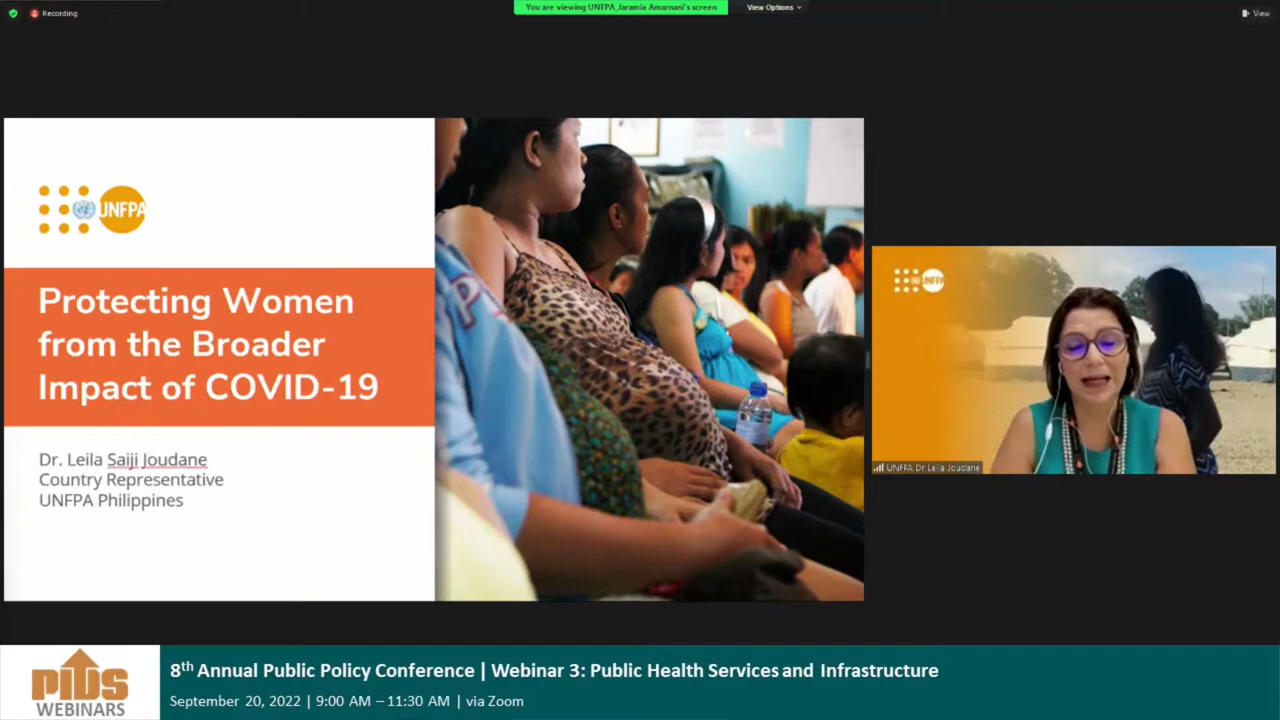 Recording
You are viewing UNFPA_Jaramia Amarnani's screen
View Options
View
UNFPA
Protecting Women
from the Broader
Impact of COVID-19
Dr. Leila Saiji Joudane
Country Representative
UNFPA Philippines
UNFPA
UNFPA Dr Leila Joudane
PIDS
WEBINARS
8th Annual Public Policy Conference | Webinar 3: Public Health Services and Infrastructure
September 20, 2022 | 9:00 AM – 11:30 AM | via Zoom